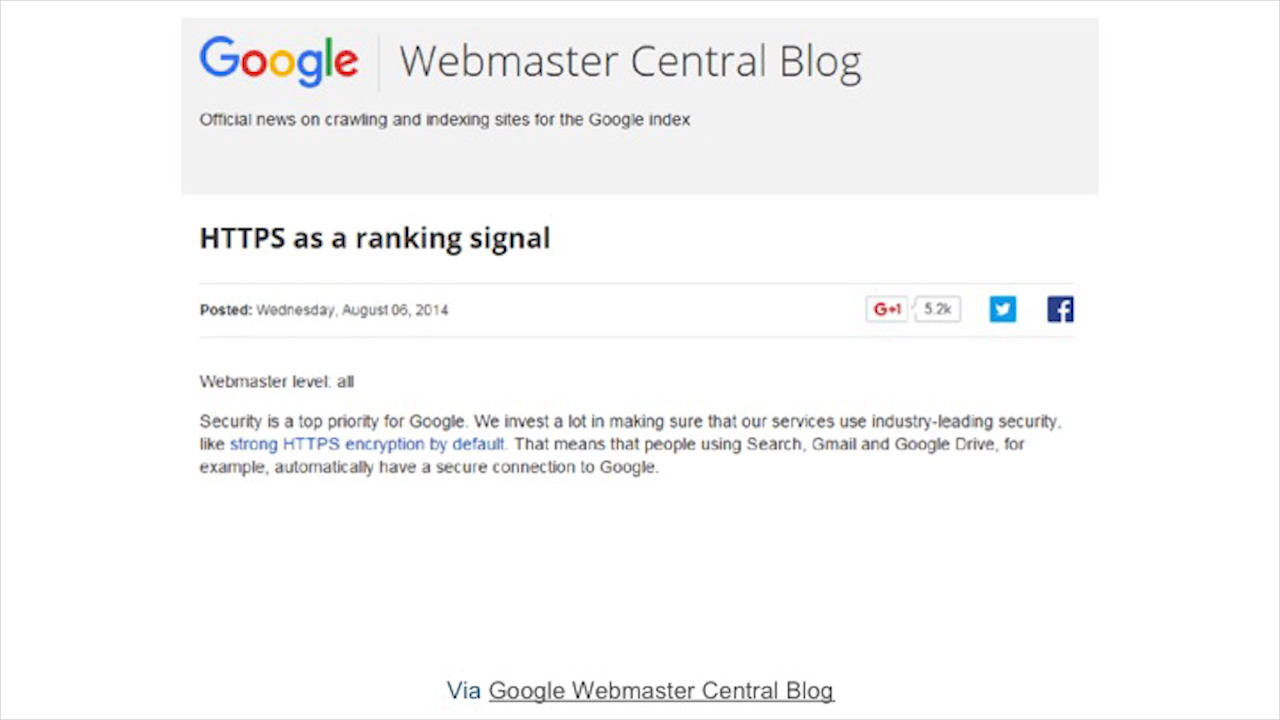 Google Webmaster Central Blog
Official news on crawling and indexing sites for the Google index
HTTPS as a ranking signal
Posted: Wednesday, August 06, 2014 G+1 5.2k
Webmaster level: all
Security is a top priority for Google. We invest a lot in making sure that our services use industry-leading security,
like strong HTTPS encryption by default. That means that people using Search, Gmail and Google Drive, for
example, automatically have a secure connection to Google.
Via Google Webmaster Central Blog